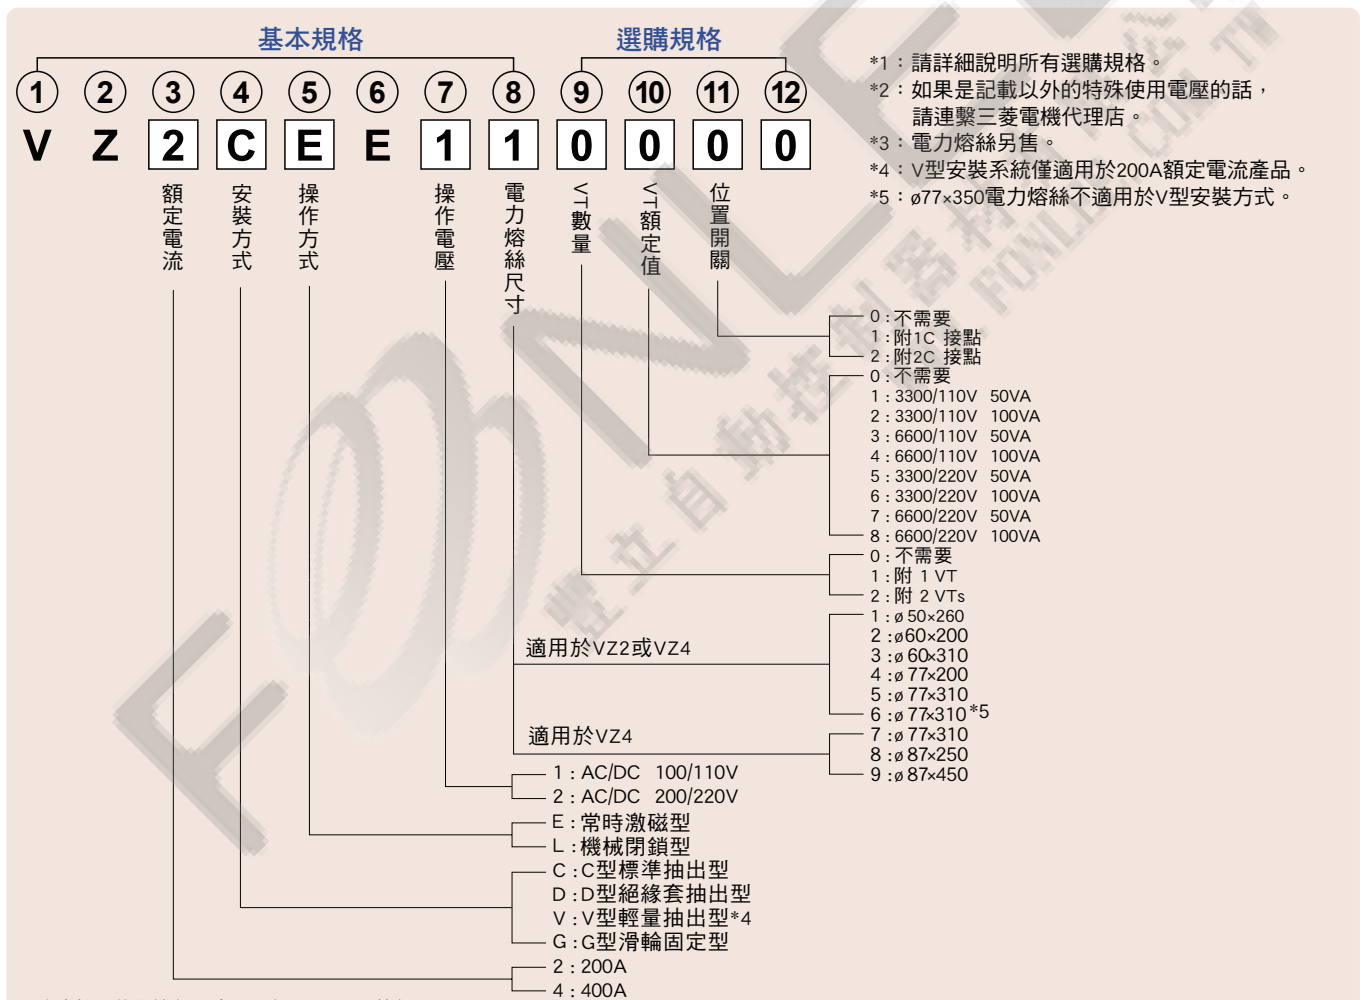 基本規格 選購規格
① ② ③ ④ ⑤ ⑥ ⑦ ⑧ ⑨ ⑩ ⑪ ⑫
V Z 2 C E E 1 1 0 0 0 0
額定電流
安裝方式
操作方式
操作電壓
電力熔絲尺寸
VT數量
VT額定值
位置開關
*1：請詳細說明所有選購規格。
*2：如果是記載以外的特殊使用電壓的話，
請連繫三菱電機代理店。
*3：電力熔絲另售。
*4：V型安裝系統僅適用於200A額定電流產品。
*5：ø77×350電力熔絲不適用於V型安裝方式。
0 : 不需要
1 : 附1C 接點
2 : 附2C 接點
0 : 不需要
1 : 3300/110V 50VA
2 : 3300/110V 100VA
3 : 6600/110V 50VA
4 : 6600/110V 100VA
5 : 3300/220V 50VA
6 : 3300/220V 100VA
7 : 6600/220V 50VA
8 : 6600/220V 100VA
0 : 不需要
1 : 附 1 VT
2 : 附 2 VTs
適用於VZ2或VZ4
1 : ø 50×260
2 : ø60×200
3 : ø 60×310
4 : ø 77×200
5 : ø 77×310
6 : ø 77×310 *5
適用於VZ4
7 : ø 77×310
8 : ø 87×250
9 : ø 87×450
1 : AC/DC 100/110V
2 : AC/DC 200/220V
E : 常時激磁型
L : 機械閉鎖型
C : C型標準抽出型
D : D型絕緣套抽出型
V : V型輕量抽出型*4
G : G型滑輪固定型
2 : 200A
4 : 400A